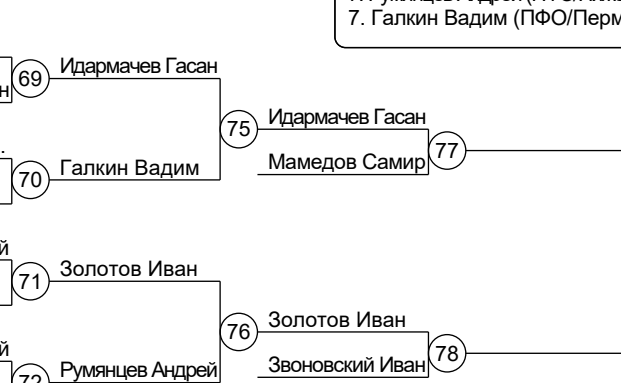 7. Галкин Вадим (ПФО/Перм
69
Идармачев Гасан
н
75
Идармачев Гасан
70
Галкин Вадим
Мамедов Самир
77
й
71
Золотов Иван
76
Золотов Иван
й
72
Румянцев Андрей
Звоновский Иван
78